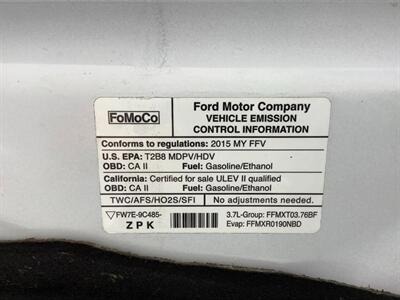 FoMoCo
Ford Motor Company
VEHICLE EMISSION
CONTROL INFORMATION
Conforms to regulations: 2015 MY FFV
U.S. EPA: T2B8 MDPV/HDV
OBD: CA II Fuel: Gasoline/Ethanol
California: Certified for sale ULEV II qualified
OBD: CA II Fuel: Gasoline/Ethanol
TWC/AFS/HO2S/SFI No adjustments needed.
FW7E-9C485-
ZPK
3.7L-Group: FFMXT03.76BF
Evap: FFMXR0190NBD